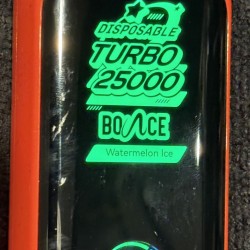 DISPOSABLE
TURBO
25000
BOUNCE
Watermelon Ice